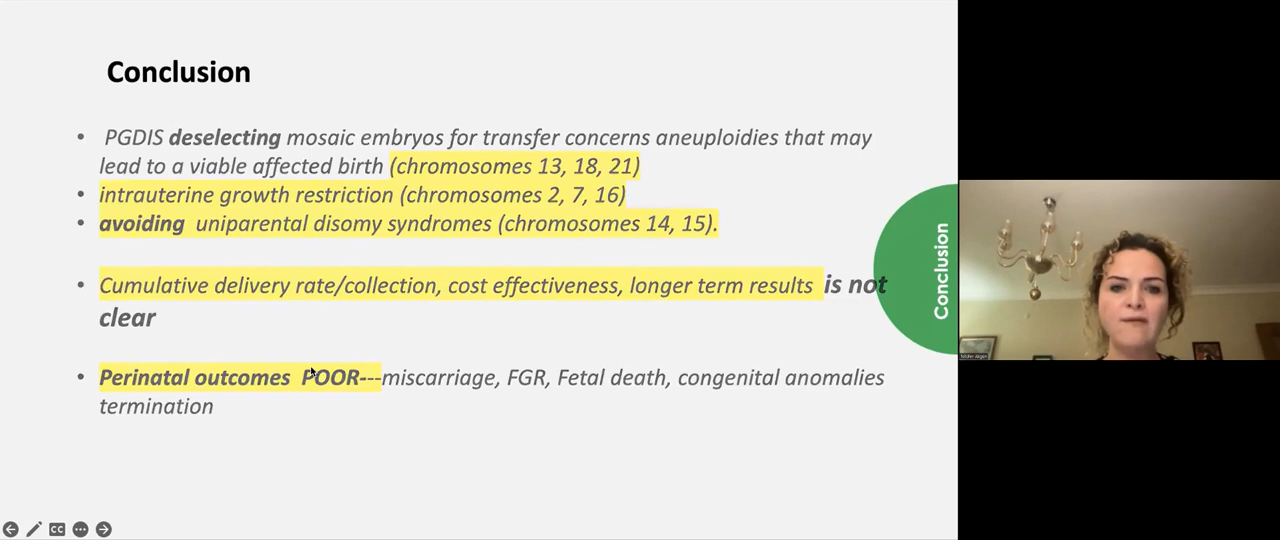 Conclusion
• PGDIS deselecting mosaic embryos for transfer concerns aneuploidies that may
lead to a viable affected birth (chromosomes 13, 18, 21)
• intrauterine growth restriction (chromosomes 2, 7, 16)
• avoiding uniparental disomy syndromes (chromosomes 14, 15).
• Cumulative delivery rate/collection, cost effectiveness, longer term results is not
clear
• Perinatal outcomes POOR---miscarriage, FGR, Fetal death, congenital anomalies
termination
Conclusion
CC